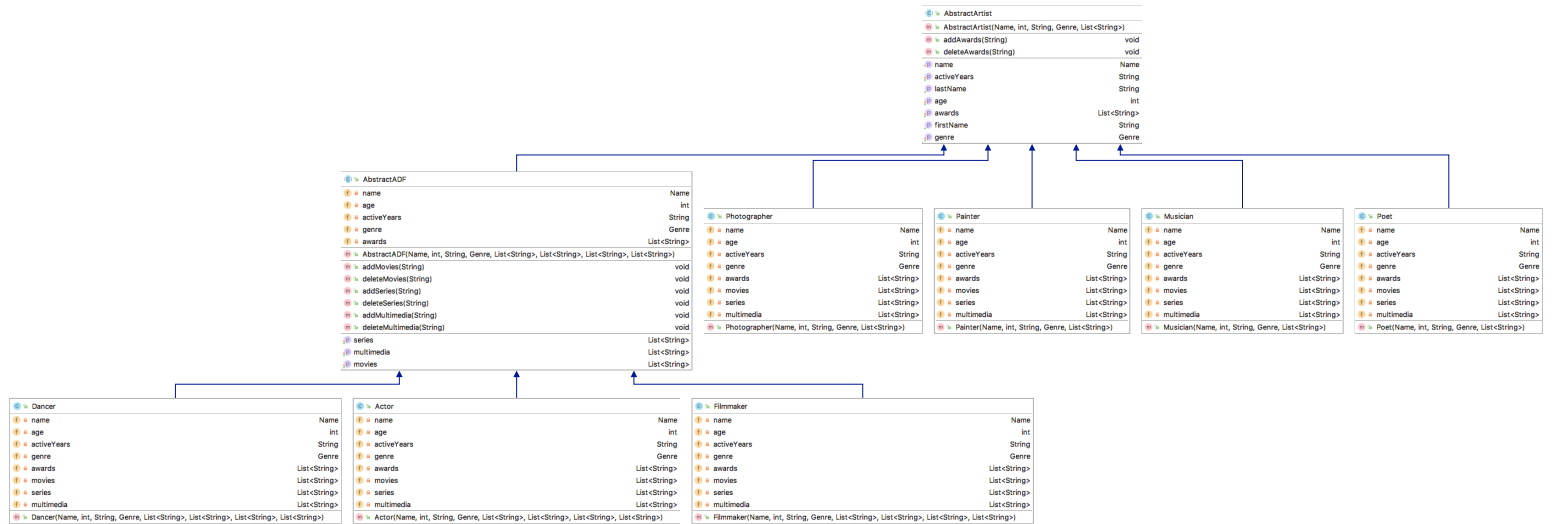 AbstractArtist
AbstractArtist(Name, int, String, Genre, List<String>)
addAwards(String) void
deleteAwards(String) void
name Name
activeYears String
lastName String
age int
awards List<String>
firstName String
genre Genre
AbstractADF
name Name
age int
activeYears String
genre Genre
awards List<String>
AbstractADF(Name, int, String, Genre, List<String>, List<String>, List<String>, List<String>)
addMovies(String) void
deleteMovies(String) void
addSeries(String) void
deleteSeries(String) void
addMultimedia(String) void
deleteMultimedia(String) void
series List<String>
multimedia List<String>
movies List<String>
Photographer
name Name
age int
activeYears String
genre Genre
awards List<String>
movies List<String>
series List<String>
multimedia List<String>
Photographer(Name, int, String, Genre, List<String>)
Painter
name Name
age int
activeYears String
genre Genre
awards List<String>
movies List<String>
series List<String>
multimedia List<String>
Painter(Name, int, String, Genre, List<String>)
Musician
name Name
age int
activeYears String
genre Genre
awards List<String>
movies List<String>
series List<String>
multimedia List<String>
Musician(Name, int, String, Genre, List<String>)
Poet
name Name
age int
activeYears String
genre Genre
awards List<String>
movies List<String>
series List<String>
multimedia List<String>
Poet(Name, int, String, Genre, List<String>)
Dancer
name Name
age int
activeYears String
genre Genre
awards List<String>
movies List<String>
series List<String>
multimedia List<String>
Dancer(Name, int, String, Genre, List<String>, List<String>, List<String>, List<String>)
Actor
name Name
age int
activeYears String
genre Genre
awards List<String>
movies List<String>
series List<String>
multimedia List<String>
Actor(Name, int, String, Genre, List<String>, List<String>, List<String>, List<String>)
Filmmaker
name Name
age int
activeYears String
genre Genre
awards List<String>
movies List<String>
series List<String>
multimedia List<String>
Filmmaker(Name, int, String, Genre, List<String>, List<String>, List<String>, List<String>)